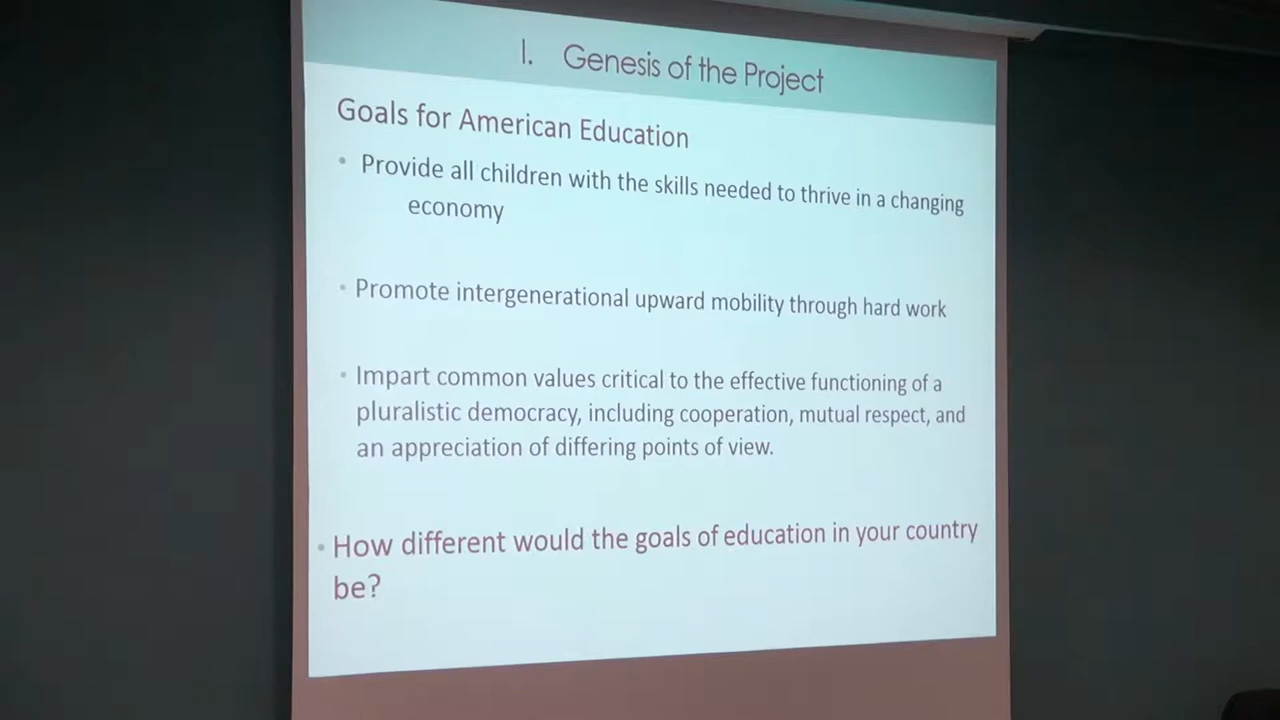 I. Genesis of the Project
Goals for American Education
• Provide all children with the skills needed to thrive in a changing
economy
• Promote intergenerational upward mobility through hard work
• Impart common values critical to the effective functioning of a
pluralistic democracy, including cooperation, mutual respect, and
an appreciation of differing points of view.
• How different would the goals of education in your country
be?